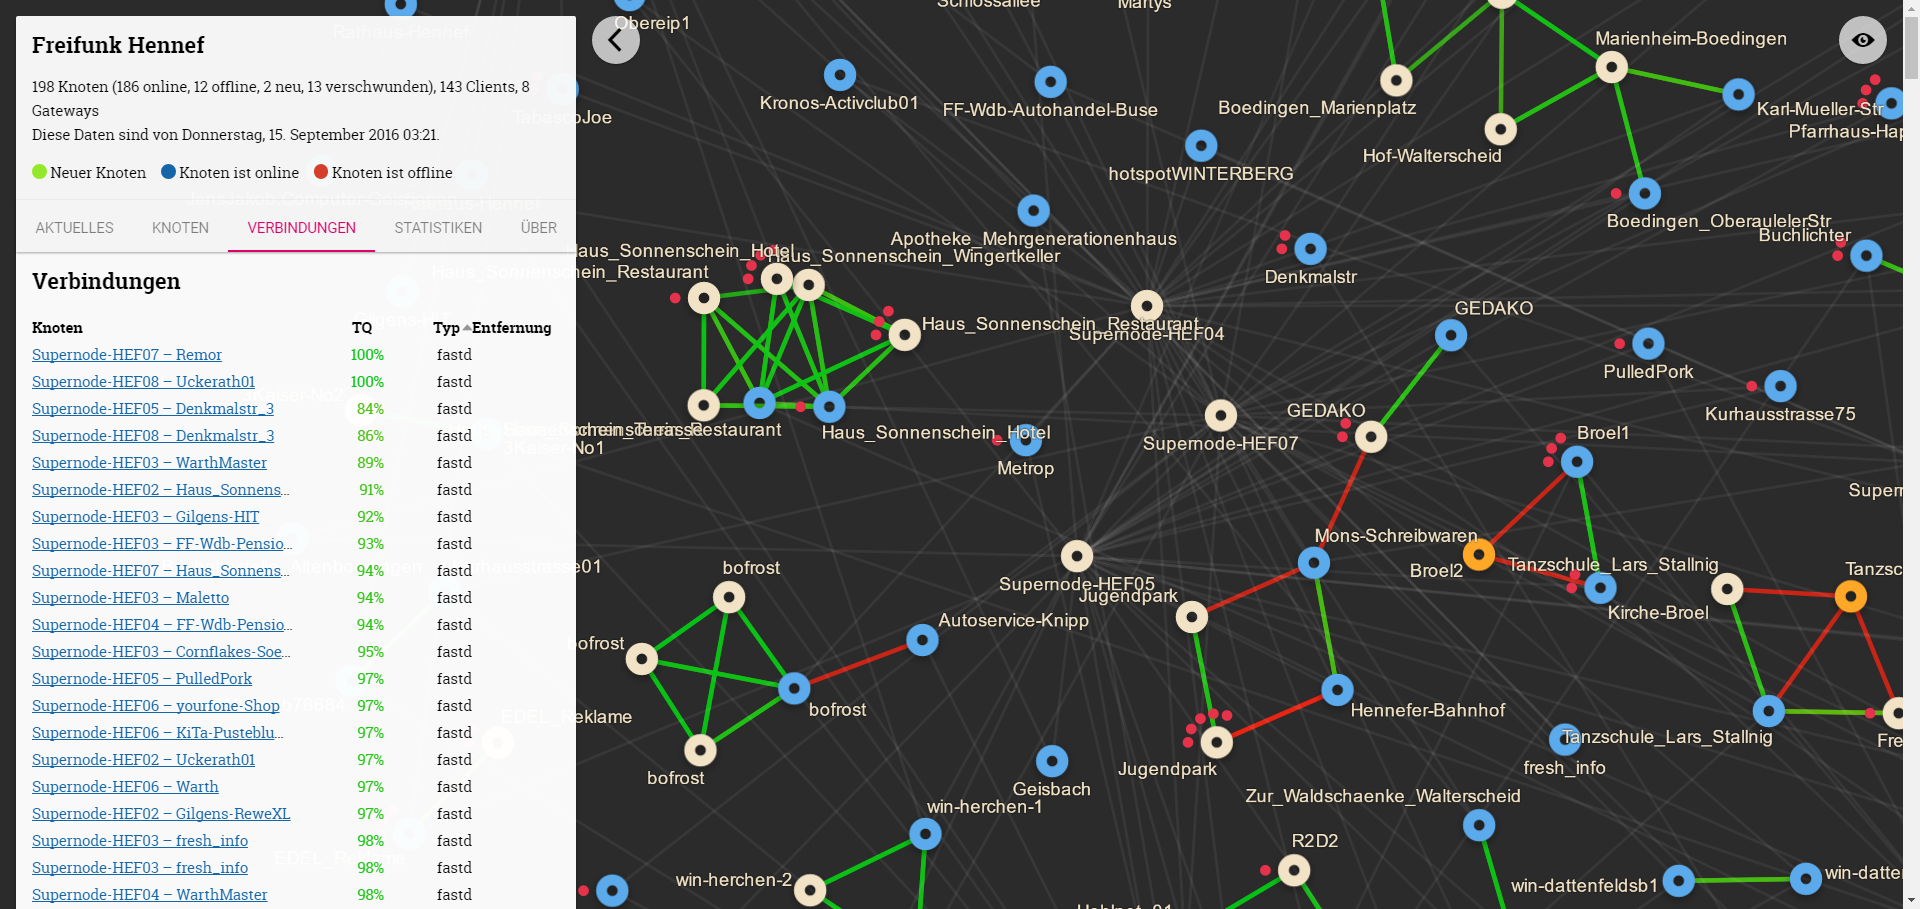 Freifunk Hennef
198 Knoten (186 online, 12 offline, 2 neu, 13 verschwunden), 143 Clients, 8
Gateways
Diese Daten sind von Donnerstag, 15. September 2016 03:21.
Neuer Knoten Knoten ist online Knoten ist offline
AKTUELLES KNOTEN VERBINDUNGEN STATISTIKEN ÜBER
Verbindungen
Knoten TQ Typ Entfernung
Supernode-HEF07 – Remor 100% fastd
Supernode-HEF08 – Uckerath01 100% fastd
Supernode-HEF05 – Denkmalstr_3 84% fastd
Supernode-HEF08 – Denkmalstr_3 86% fastd
Supernode-HEF03 – WarthMaster 89% fastd
Supernode-HEF02 – Haus_Sonnens… 91% fastd
Supernode-HEF03 – Gilgens-HIT 92% fastd
Supernode-HEF03 – FF-Wdb-Pensio… 93% fastd
Supernode-HEF07 – Haus_Sonnens… 94% fastd
Supernode-HEF03 – Maletto 94% fastd
Supernode-HEF04 – FF-Wdb-Pensio… 94% fastd
Supernode-HEF03 – Cornflakes-Soe… 95% fastd
Supernode-HEF05 – PulledPork 97% fastd
Supernode-HEF06 – yourfone-Shop 97% fastd
Supernode-HEF06 – KiTa-Pusteblu… 97% fastd
Supernode-HEF02 – Uckerath01 97% fastd
Supernode-HEF06 – Warth 97% fastd
Supernode-HEF02 – Gilgens-ReweXL 97% fastd
Supernode-HEF03 – fresh_info 98% fastd
Supernode-HEF03 – fresh_info 98% fastd
Supernode-HEF04 – WarthMaster 98% fastd
Rathaus-Hennef
TabascoJoe
Gilgens-HIT
3Kaiser-No2
3Kaiser-No1
EDEL_Reklame
EDEL_Reklame
Obereip1
Schlossallee
Martys
Marienheim-Boedingen
Kronos-Activclub01
FF-Wdb-Autohandel-Buse
Boedingen_Marienplatz
Karl-Mueller-Str
Pfarrhaus-Hap
Hof-Walterscheid
hotspotWINTERBERG
Boedingen_OberaulelerStr
Buchlichter
Apotheke_Mehrgenerationenhaus
Haus_Sonnenschein_Hotel
Haus_Sonnenschein_Wingertkeller
Haus_Sonnenschein_Restaurant
Denkmalstr
GEDAKO
Haus_Sonnenschein_Restaurant
Supernode-HEF04
PulledPork
Kurhausstrasse75
GEDAKO
Haus_Sonnenschein_Hotel
Supernode-HEF07
Broel1
Metrop
Super
Mons-Schreibwaren
Broel2
Tanzschule_Lars_Stallnig
Tanzsc
bofrost
Supernode-HEF05
Jugendpark
Kirche-Broel
Autoservice-Knipp
bofrost
bofrost
Hennefer-Bahnhof
Tanzschule_Lars_Stallnig
Fre
fresh_info
Jugendpark
bofrost
Geisbach
Zur_Waldschaenke_Walterscheid
win-herchen-1
R2D2
win-herchen-2
win-dattenfeldsb1
win-datte